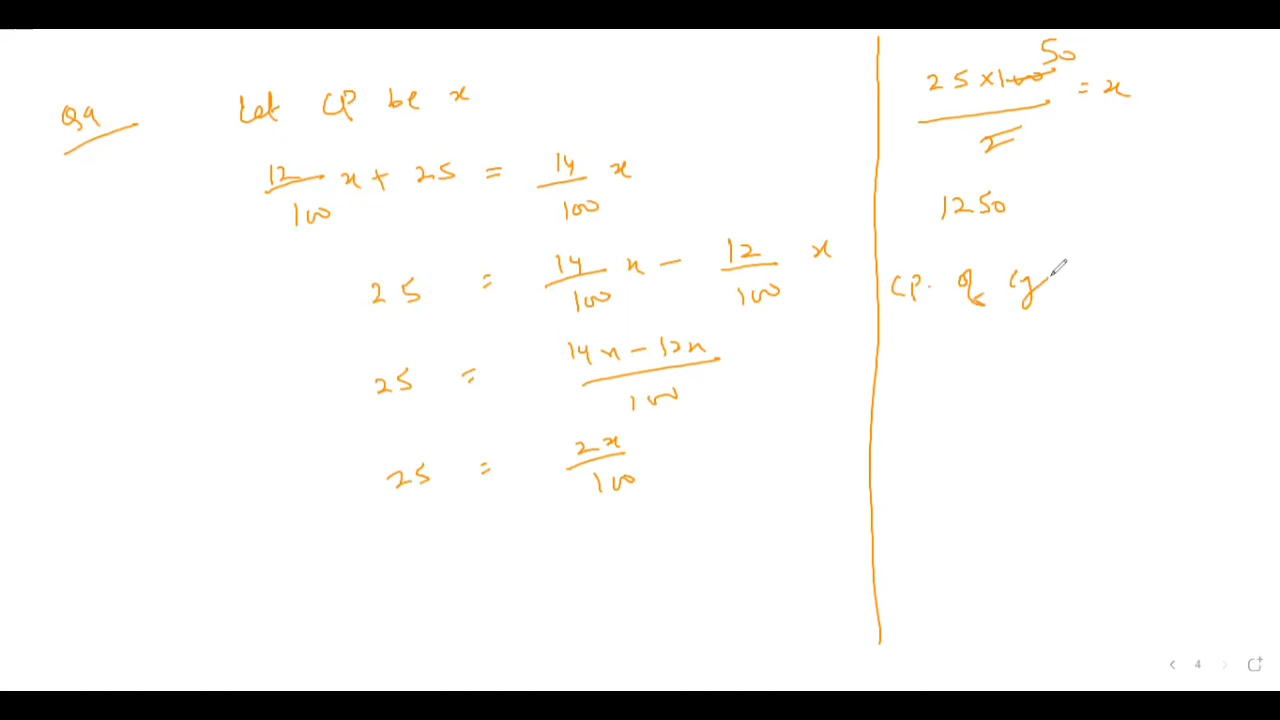 Q9
Let CP be x
12/100 x + 25 = 14/100 x
25 = 14/100 x - 12/100 x
25 = 14x - 12x / 100
25 = 2x / 100
50
25 × 100 / 2 = x
1250
CP. of cy
4